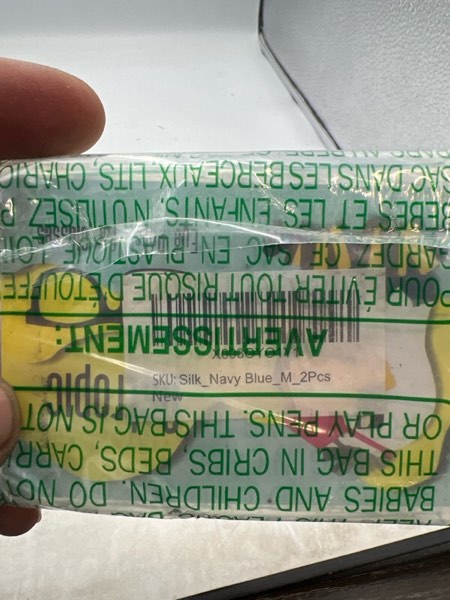 BABIES AND CHILDREN. DO NO
THIS BAG IN CRIBS, BEDS, CARR
OR PLAY PENS. THIS BAG IS NOT
AVERTISSEMENT:
POUR ÉVITER TOUT RISQUE D'ÉTOUFFE
ARDEZ CE SAC EN PLASTIQUE LOIN
BÉBÉS ET LES ENFANTS. N'UTILISEZ
SAC DANS LES BERCEAUX, LITS, CHARIO
SKU: Silk_Navy Blue_M_2Pcs
New
Topic